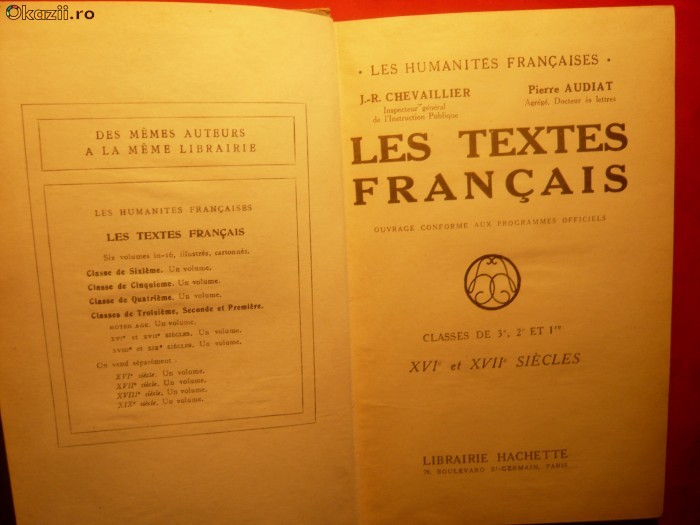 Okazii.ro
DES MÊMES AUTEURS
A LA MÊME LIBRAIRIE
LES HUMANITÉS FRANÇAISES
LES TEXTES FRANÇAIS
Six volumes in-16, illustrés, cartonnés.
Classe de Sixième. Un volume.
Classe de Cinquième. Un volume.
Classe de Quatrième. Un volume.
Classes de Troisième, Seconde et Première.
MOYEN AGE. Un volume.
XVIe et XVIIe SIÈCLES. Un volume.
XVIIIe et XIXe SIÈCLES. Un volume.
On vend séparément :
XVIe siècle. Un volume.
XVIIe siècle. Un volume.
XVIIIe siècle. Un volume.
XIXe siècle. Un volume.
· LES HUMANITÉS FRANÇAISES ·
J.-R. CHEVAILLIER
Inspecteur général
de l'Instruction Publique
Pierre AUDIAT
Agrégé, Docteur ès lettres
LES TEXTES
FRANÇAIS
OUVRAGE CONFORME AUX PROGRAMMES OFFICIELS
CLASSES DE 3e, 2e ET 1re
XVIe et XVIIe SIÈCLES
LIBRAIRIE HACHETTE
79, BOULEVARD St-GERMAIN, PARIS